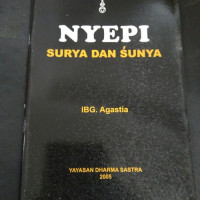 NYEPI
SURYA DAN ŚUNYA
IBG. Agastia
YAYASAN DHARMA SASTRA
2005